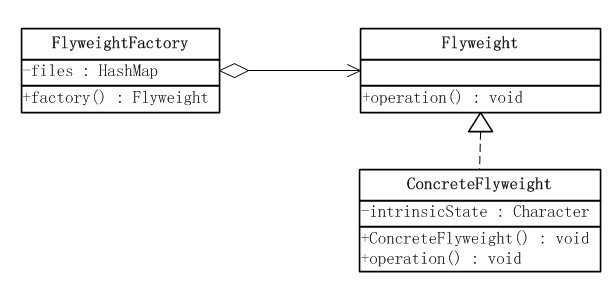 FlyweightFactory
-files : HashMap
+factory() : Flyweight
Flyweight
+operation() : void
ConcreteFlyweight
-intrinsicState : Character
+ConcreteFlyweight() : void
+operation() : void